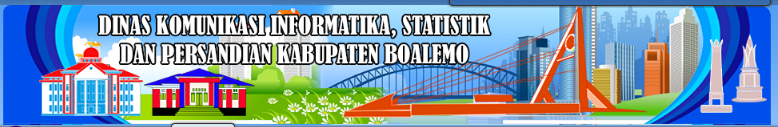 DINAS KOMUNIKASI INFORMATIKA, STATISTIK
DAN PERSANDIAN KABUPATEN BOALEMO